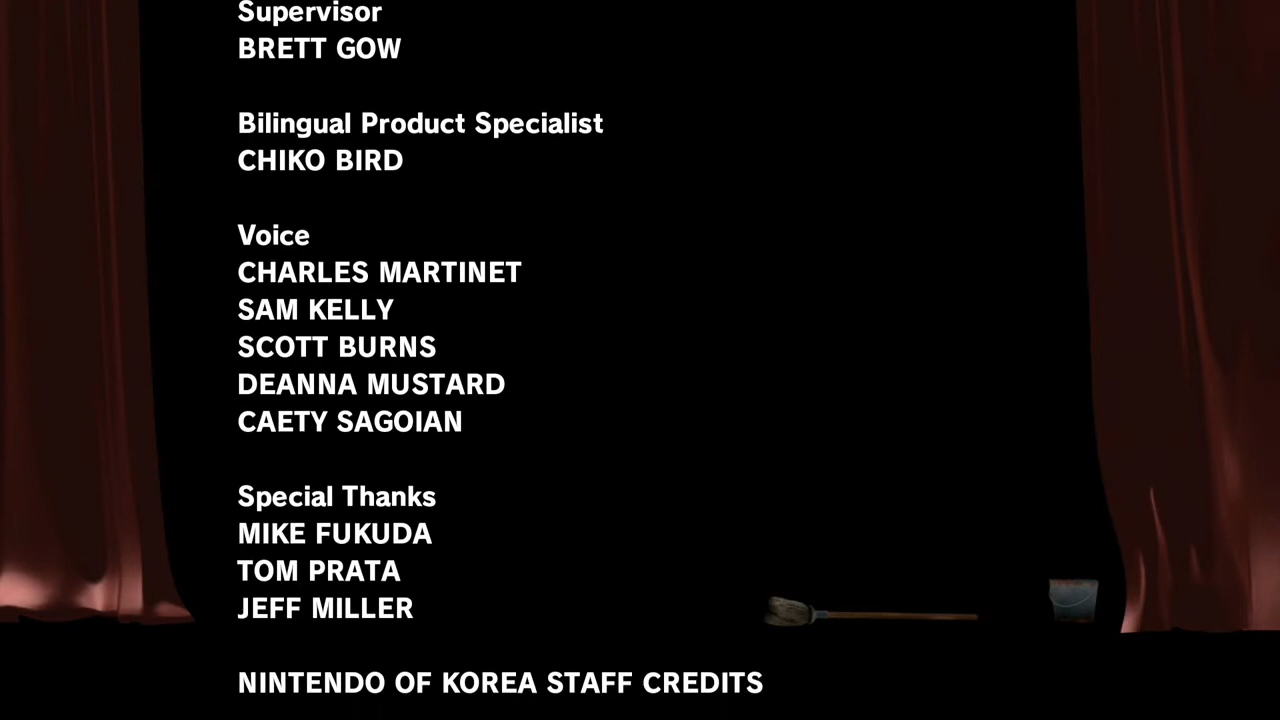 Supervisor
BRETT GOW
Bilingual Product Specialist
CHIKO BIRD
Voice
CHARLES MARTINET
SAM KELLY
SCOTT BURNS
DEANNA MUSTARD
CAETY SAGOIAN
Special Thanks
MIKE FUKUDA
TOM PRATA
JEFF MILLER
NINTENDO OF KOREA STAFF CREDITS